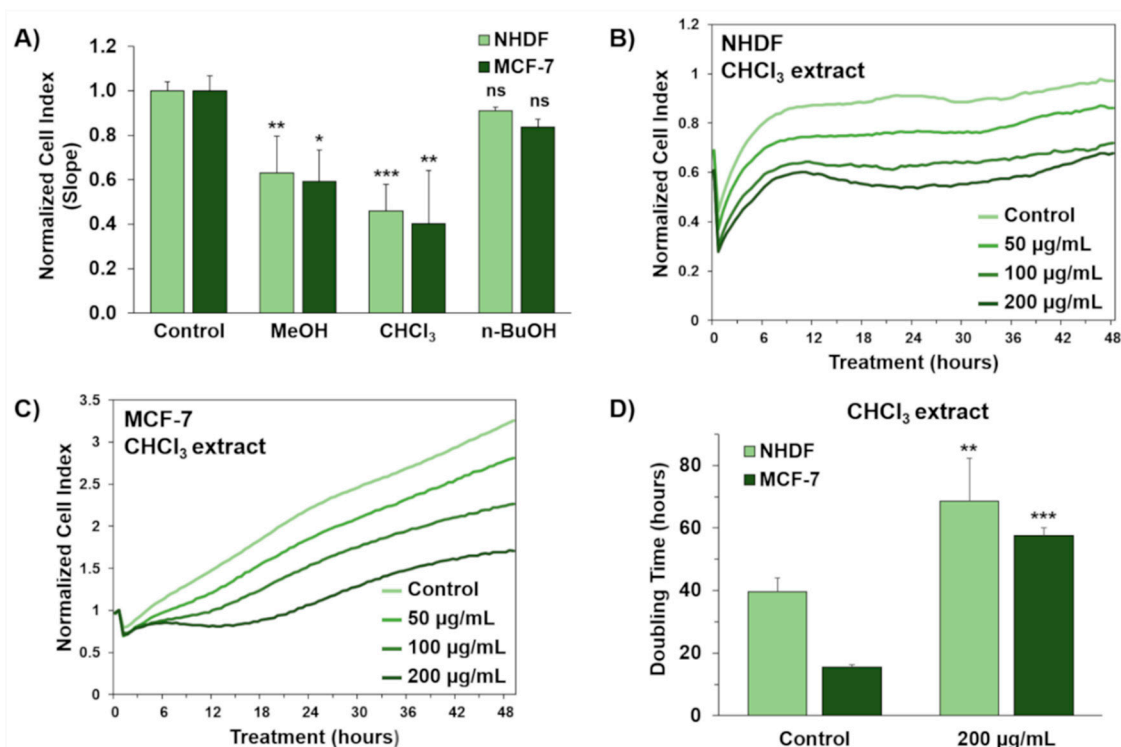 A)
Normalized Cell Index
(Slope)
1.2
1.0
0.8
0.6
0.4
0.2
0.0
NHDF
MCF-7
**
*
***
**
ns
ns
Control
MeOH
CHCl₃
n-BuOH
B)
NHDF
CHCl₃ extract
Normalized Cell Index
1.2
1
0.8
0.6
0.4
0.2
Control
50 µg/mL
100 µg/mL
200 µg/mL
0
6
12
18
24
30
36
42
48
Treatment (hours)
C)
MCF-7
CHCl₃ extract
Normalized Cell Index
3.5
3
2.5
2
1.5
1
0.5
0
Control
50 µg/mL
100 µg/mL
200 µg/mL
0
6
12
18
24
30
36
42
48
Treatment (hours)
D)
CHCl₃ extract
NHDF
MCF-7
Doubling Time (hours)
80
60
40
20
0
**
***
Control
200 µg/mL